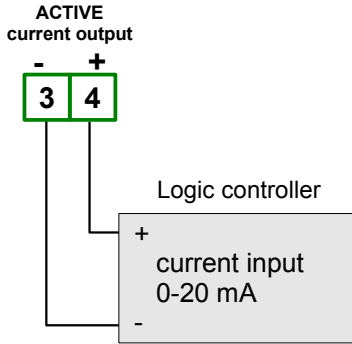 ACTIVE
current output
- +
3 4
Logic controller
+
current input
0-20 mA
-